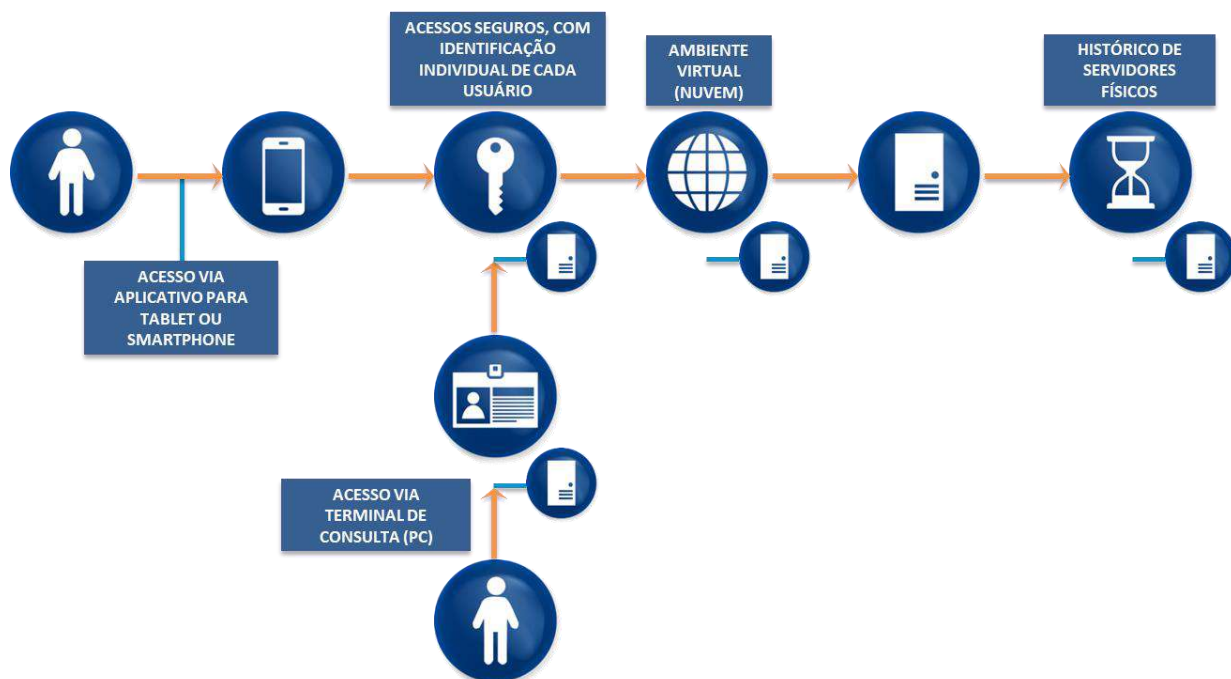 ACESSOS SEGUROS, COM
IDENTIFICAÇÃO
INDIVIDUAL DE CADA
USUÁRIO
AMBIENTE
VIRTUAL
(NUVEM)
HISTÓRICO DE
SERVIDORES
FÍSICOS
ACESSO VIA
APLICATIVO PARA
TABLET OU
SMARTPHONE
ACESSO VIA
TERMINAL DE
CONSULTA (PC)